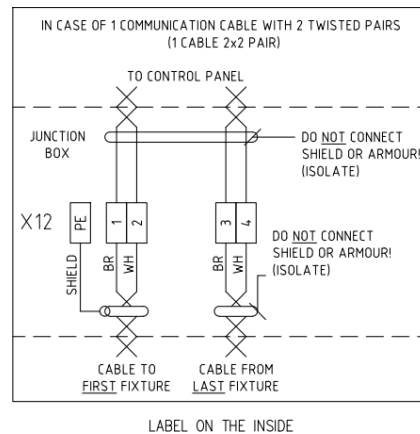 IN CASE OF 1 COMMUNICATION CABLE WITH 2 TWISTED PAIRS
(1 CABLE 2x2 PAIR)
TO CONTROL PANEL
JUNCTION
BOX
DO NOT CONNECT
SHIELD OR ARMOUR!
(ISOLATE)
X12
PE
1
2
3
4
DO NOT CONNECT
SHIELD OR ARMOUR!
(ISOLATE)
SHIELD
BR
WH
BR
WH
CABLE TO
FIRST FIXTURE
CABLE FROM
LAST FIXTURE
LABEL ON THE INSIDE